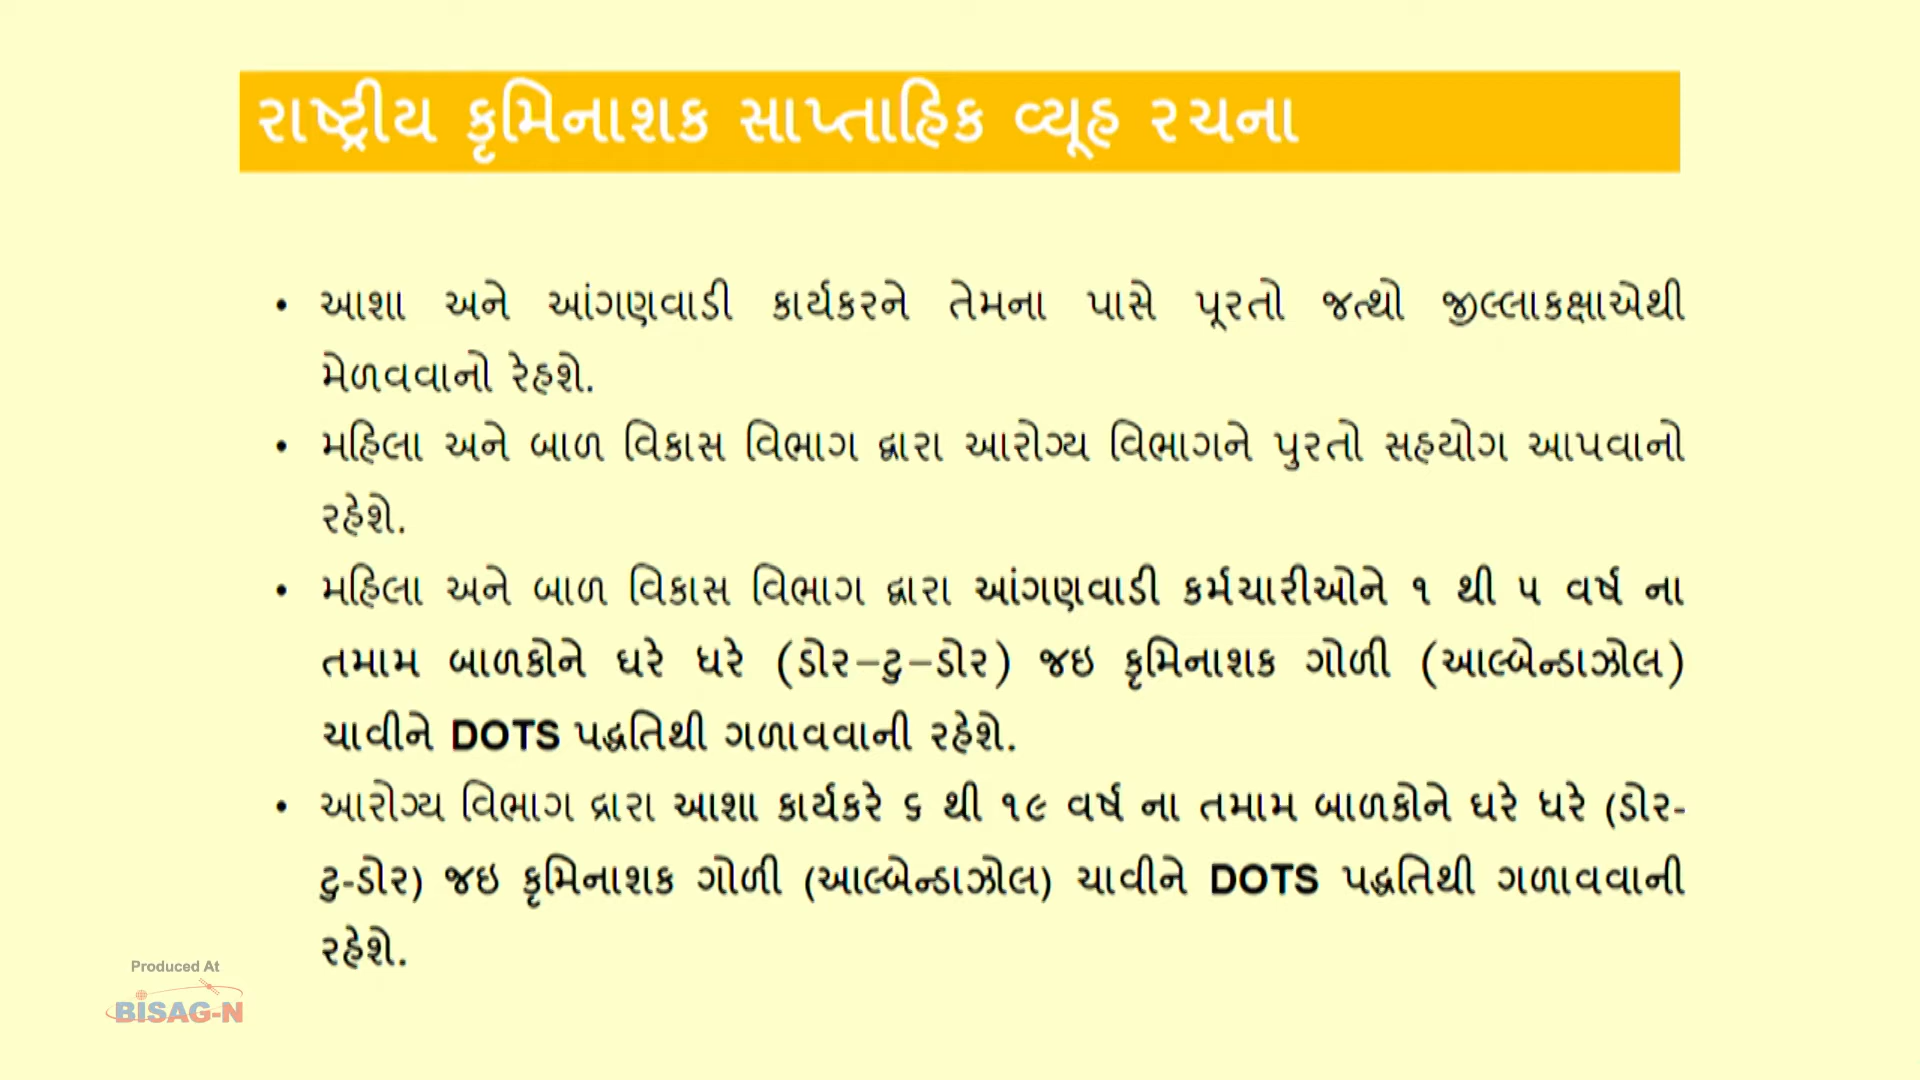 રાષ્ટ્રીય કૃમિનાશક સાપ્તાહિક વ્યૂહ રચના
• આશા અને આંગણવાડી કાર્યકરને તેમના પાસે પૂરતો જત્થો જીલ્લાકક્ષાએથી
મેળવવાનો રેહશે.
• મહિલા અને બાળ વિકાસ વિભાગ દ્વારા આરોગ્ય વિભાગને પુરતો સહયોગ આપવાનો
રહેશે.
• મહિલા અને બાળ વિકાસ વિભાગ દ્વારા આંગણવાડી કર્મચારીઓને ૧ થી ૫ વર્ષ ના
તમામ બાળકોને ઘરે ધરે (ડોર–ટુ–ડોર) જઇ કૃમિનાશક ગોળી (આલ્બેન્ડાઝોલ)
ચાવીને DOTS પદ્ધતિથી ગળાવવાની રહેશે.
• આરોગ્ય વિભાગ દ્રારા આશા કાર્યકરે ૬ થી ૧૯ વર્ષ ના તમામ બાળકોને ઘરે ધરે (ડોર-
ટુ-ડોર) જઇ કૃમિનાશક ગોળી (આલ્બેન્ડાઝોલ) ચાવીને DOTS પદ્ધતિથી ગળાવવાની
રહેશે.
Produced At
BISAG-N